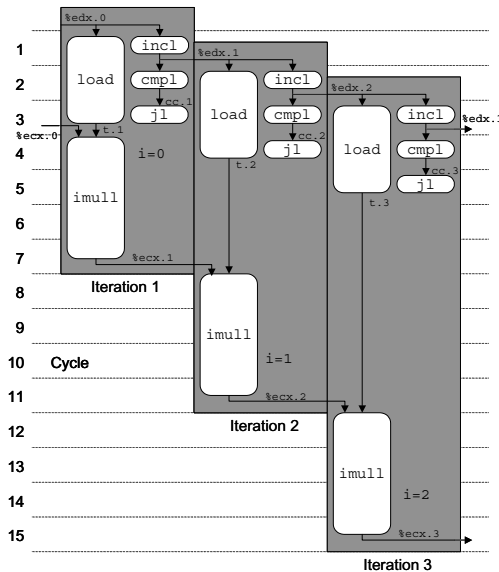 %edx.0
1
incl
%edx.1
load
2
cmpl
incl
%edx.2
load
cc.1
3
jl
cmpl
incl
%ecx.0
t.1
load
cc.2
%edx.3
4
i=0
jl
cmpl
imull
t.2
cc.3
5
jl
t.3
6
7
%ecx.1
8
Iteration 1
9
imull
10
Cycle
i=1
11
%ecx.2
12
Iteration 2
13
imull
14
i=2
15
%ecx.3
Iteration 3